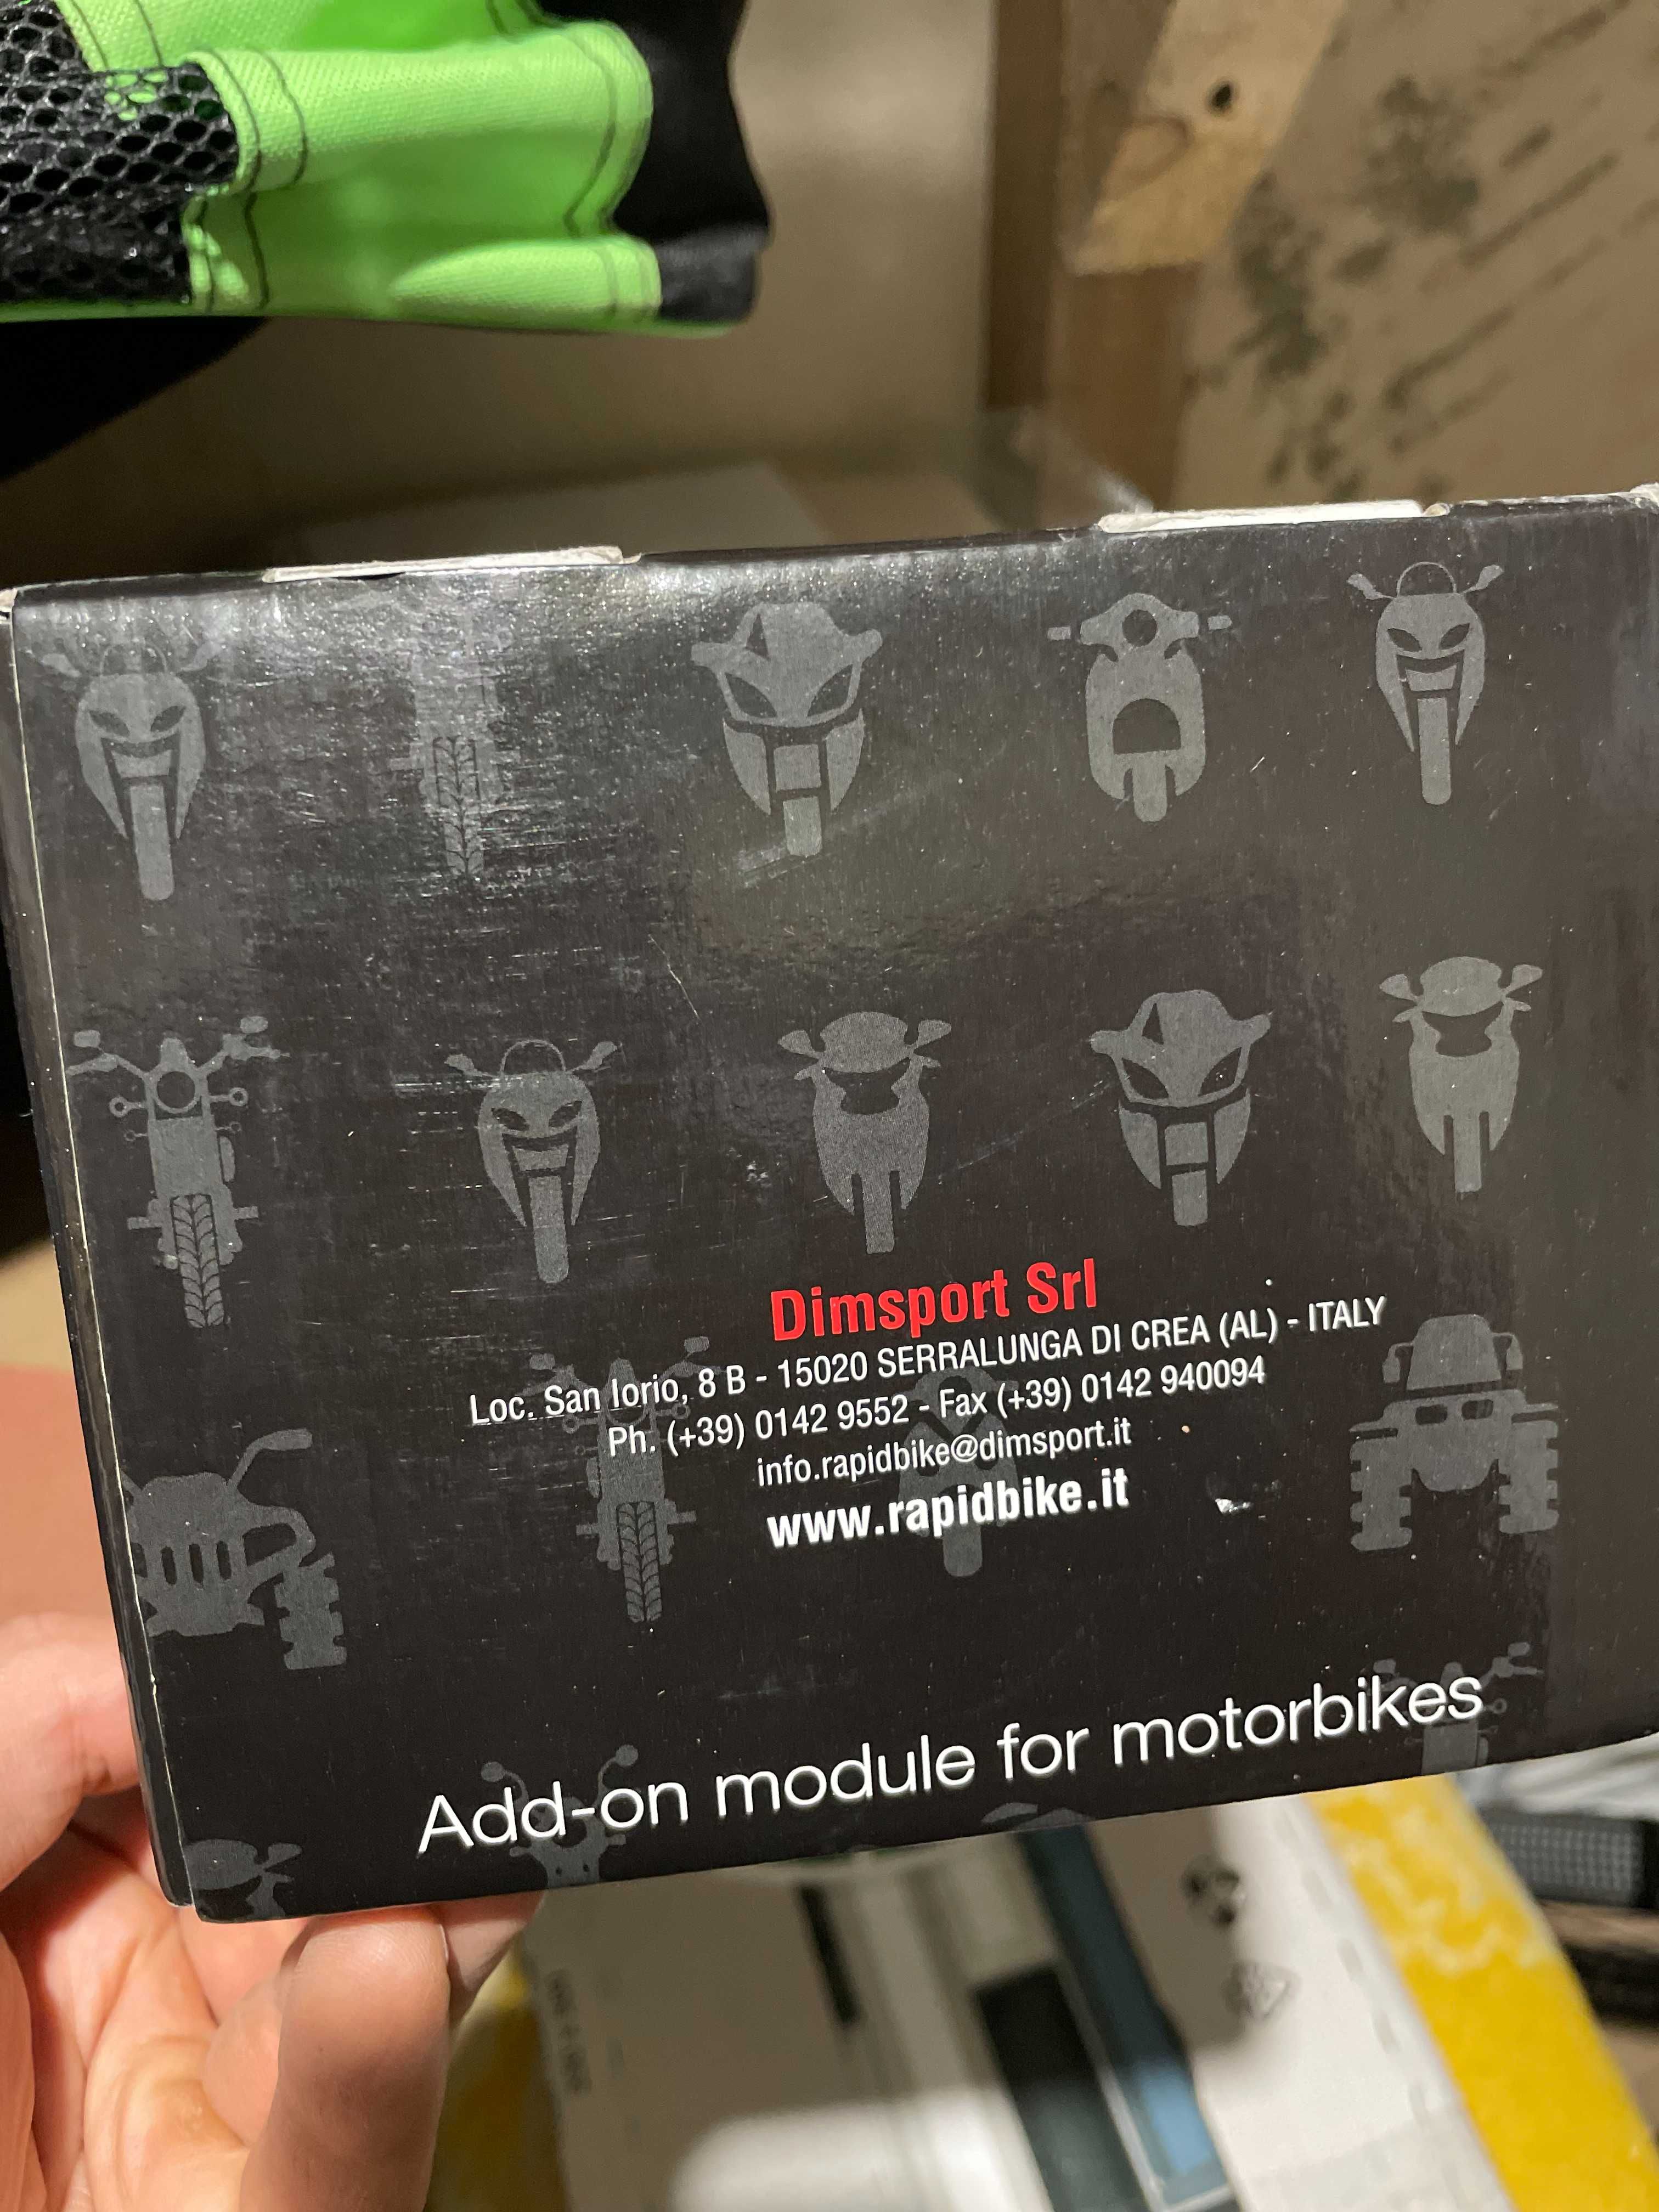 Dimsport Srl
Loc. San Iorio, 8 B - 15020 SERRALUNGA DI CREA (AL) - ITALY
Ph. (+39) 0142 9552 - Fax (+39) 0142 940094
info.rapidbike@dimsport.it
www.rapidbike.it
Add-on module for motorbikes